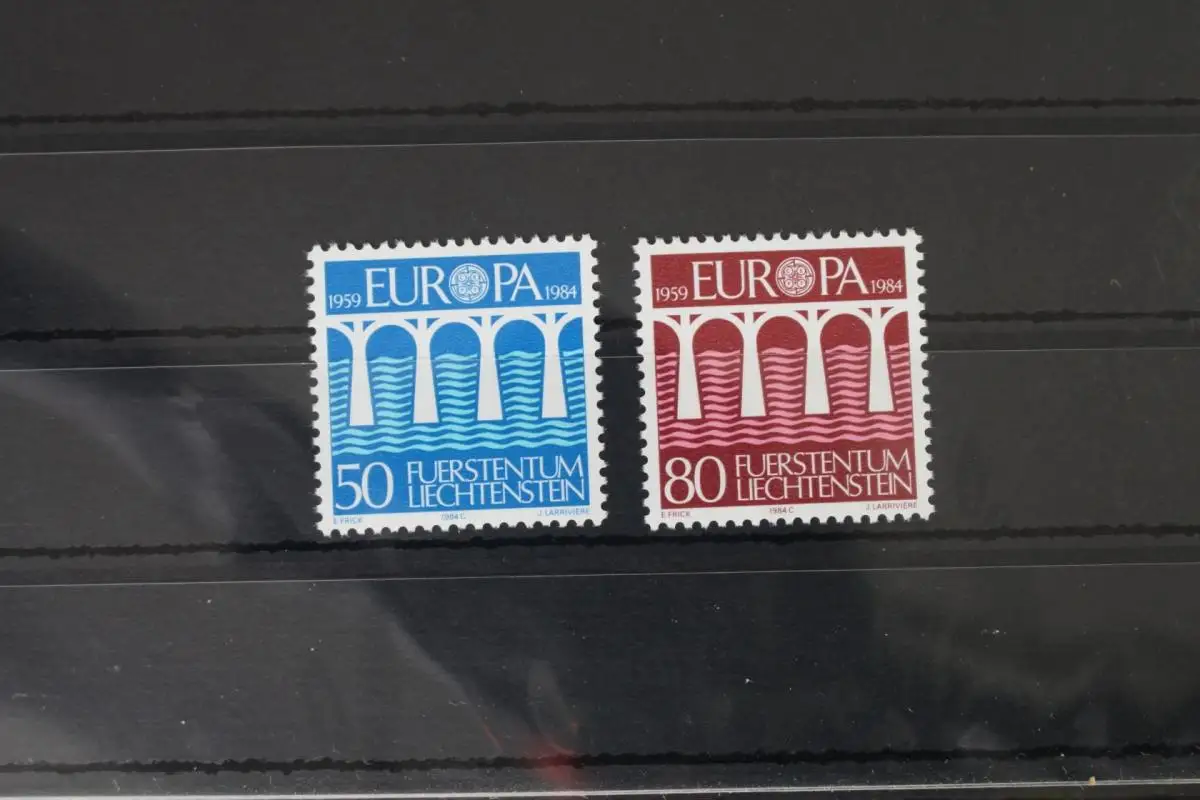 1959 EUROPA 1984
50 FUERSTENTUM
LIECHTENSTEIN
E. FRICK 1984 C J. LARRIVIÈRE
1959 EUROPA 1984
80 FUERSTENTUM
LIECHTENSTEIN
E. FRICK 1984 C J. LARRIVIÈRE